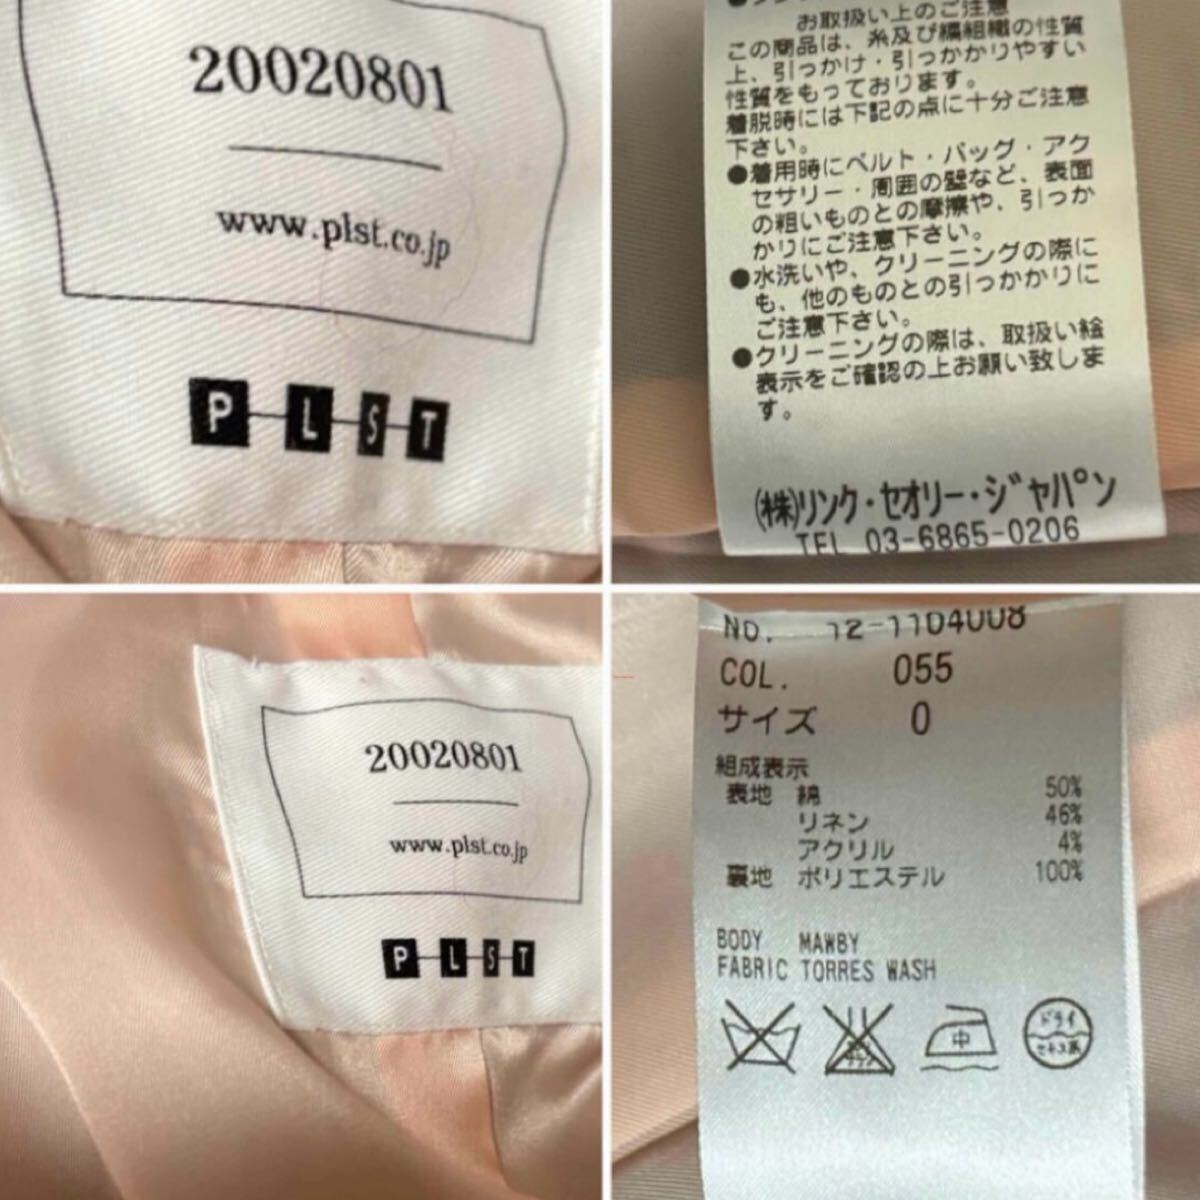 20020801
www.plst.co.jp
P L S T
お取扱い上のご注意
この商品は、糸及び編組織の性質
上、引っかけ・引っかかりやすい
性質をもっております。
着脱時には下記の点に十分ご注意
下さい。
●着用時にベルト・バッグ・アク
セサリー・周囲の壁など、表面
の粗いものとの摩擦や、引っか
かりにご注意下さい。
●水洗いや、クリーニングの際に
も、他のものとの引っかかりに
ご注意下さい。
●クリーニングの際は、取扱い絵
表示をご確認の上お願い致しま
す。
(株)リンク・セオリー・ジャパン
TEL 03-6865-0206
20020801
www.plst.co.jp
P L S T
NO. 12-1104008
COL. 055
サイズ 0
組成表示
表地 綿 50%
リネン 46%
アクリル 4%
裏地 ポリエステル 100%
BODY MAWBY
FABRIC TORRES WASH
中
ドライ
セキユ系